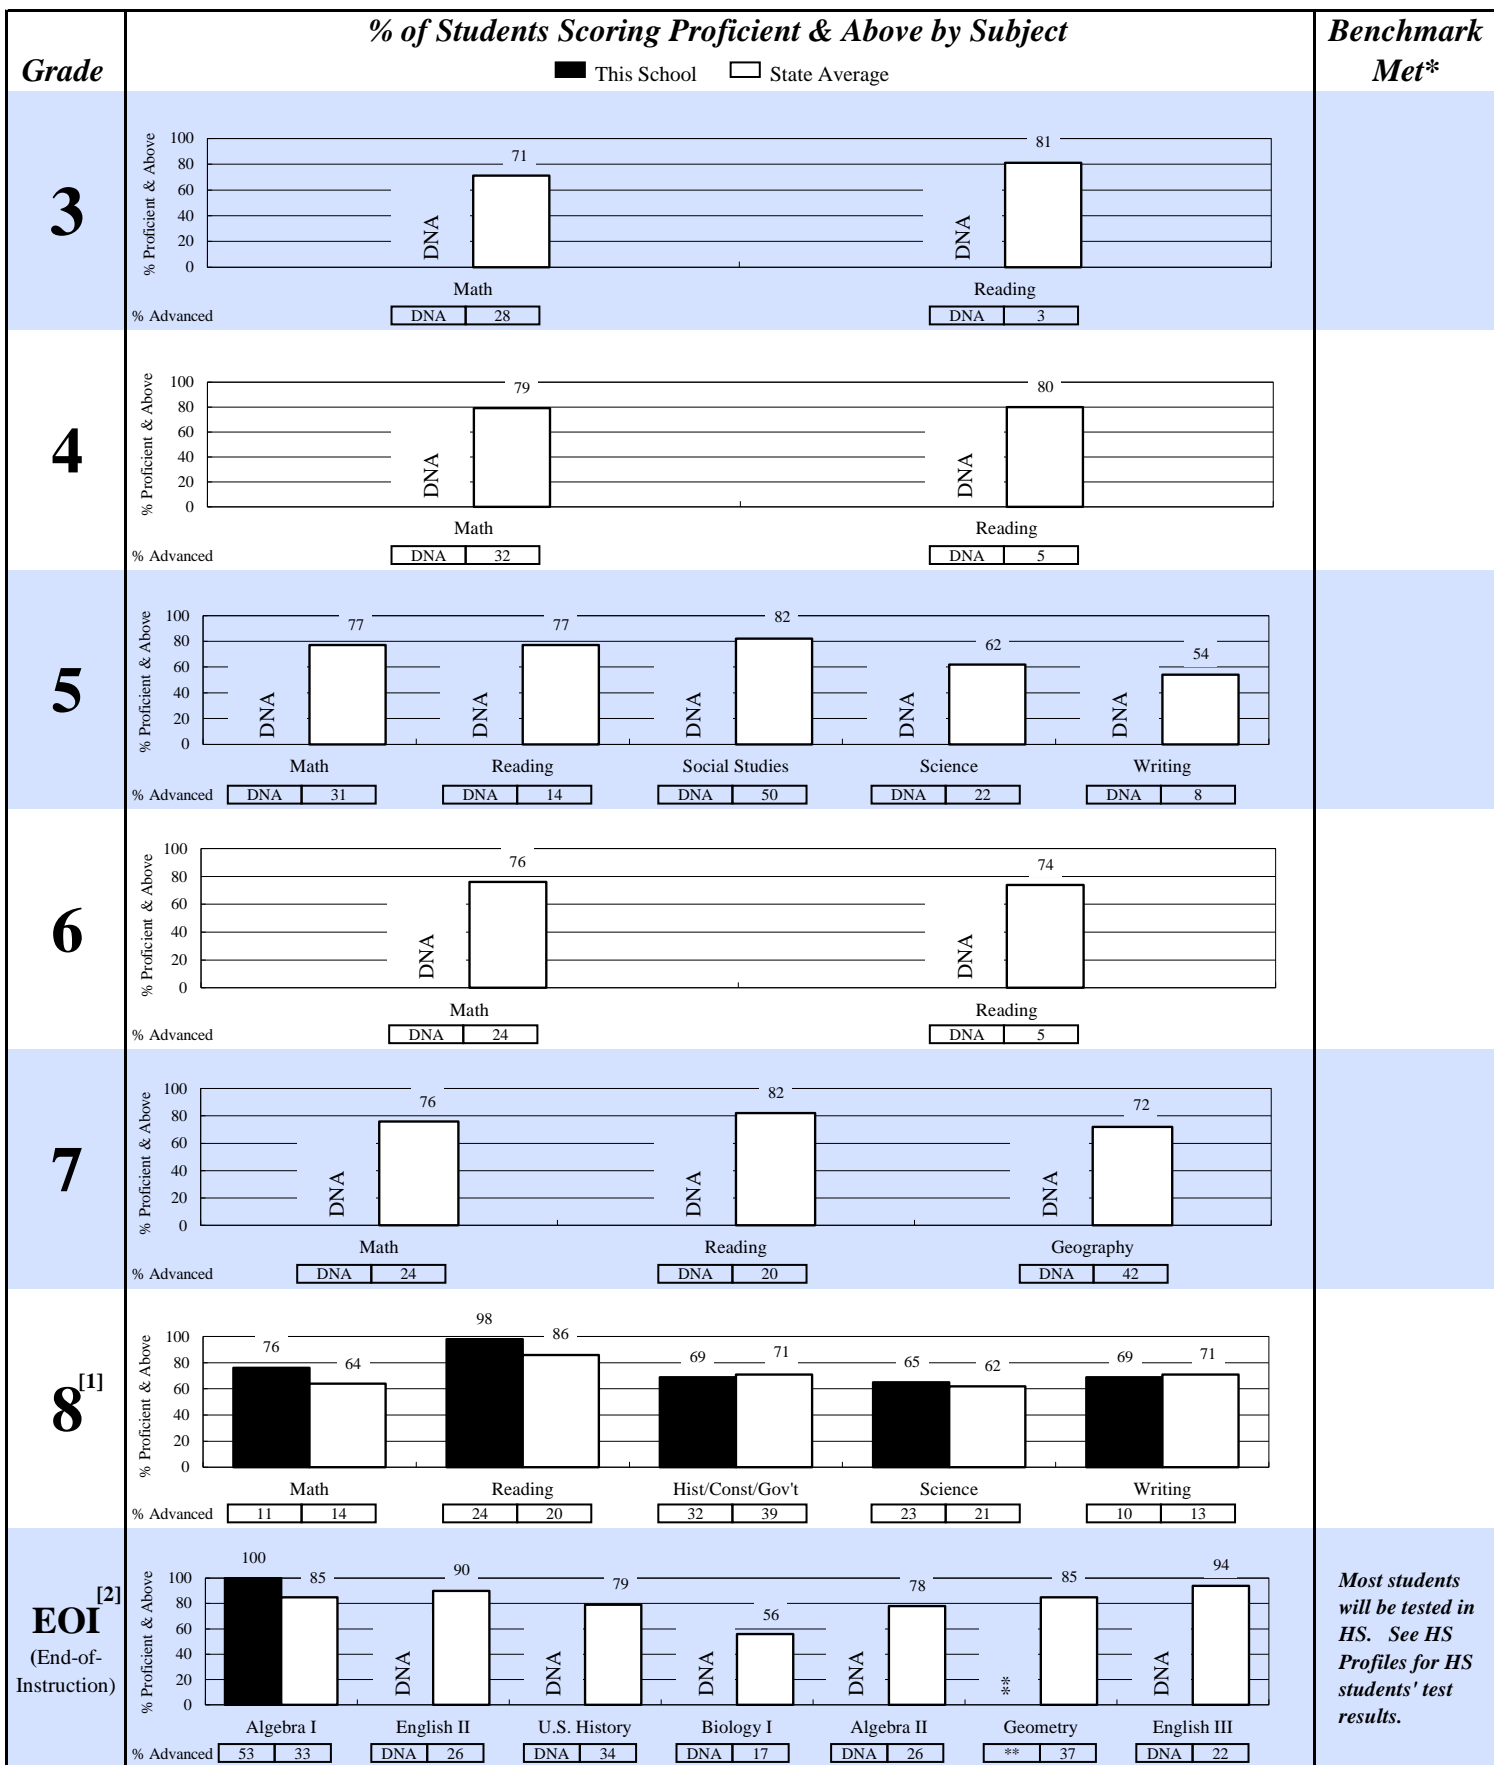 % of Students Scoring Proficient & Above by Subject
Benchmark
Met*
Grade
This School
State Average
3
% Proficient & Above
100
80
60
40
20
0
71
81
DNA
DNA
Math
Reading
% Advanced
DNA 28
DNA 3
4
% Proficient & Above
100
80
60
40
20
0
79
80
DNA
DNA
Math
Reading
% Advanced
DNA 32
DNA 5
5
% Proficient & Above
100
80
60
40
20
0
77
77
82
62
54
DNA
DNA
DNA
DNA
DNA
Math
Reading
Social Studies
Science
Writing
% Advanced
DNA 31
DNA 14
DNA 50
DNA 22
DNA 8
6
% Proficient & Above
100
80
60
40
20
0
76
74
DNA
DNA
Math
Reading
% Advanced
DNA 24
DNA 5
7
% Proficient & Above
100
80
60
40
20
0
76
82
72
DNA
DNA
DNA
Math
Reading
Geography
% Advanced
DNA 24
DNA 20
DNA 42
8[1]
% Proficient & Above
100
80
60
40
20
0
76
64
98
86
69
71
65
62
69
71
Math
Reading
Hist/Const/Gov't
Science
Writing
% Advanced
11 14
24 20
32 39
23 21
10 13
EOI[2]
(End-of-
Instruction)
% Proficient & Above
100
80
60
40
20
0
100
85
90
79
56
78
85
94
DNA
DNA
DNA
DNA
**
DNA
Algebra I
English II
U.S. History
Biology I
Algebra II
Geometry
English III
% Advanced
53 33
DNA 26
DNA 34
DNA 17
DNA 26
** 37
DNA 22
Most students
will be tested in
HS. See HS
Profiles for HS
students' test
results.